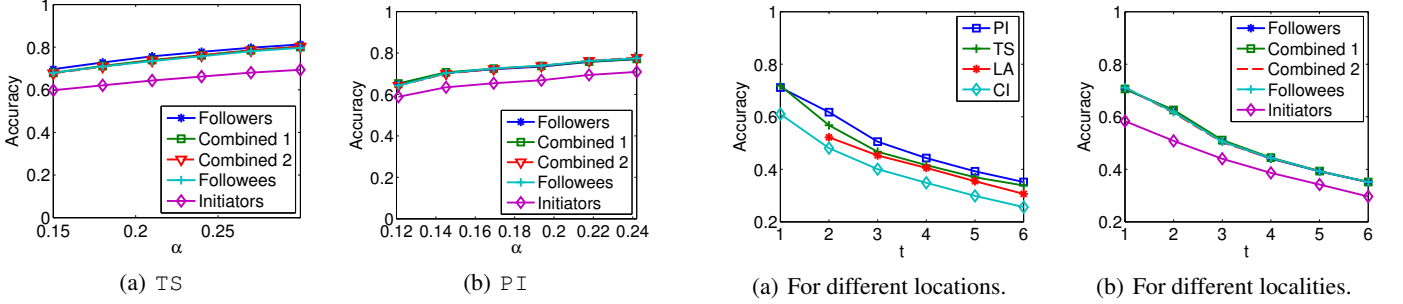 1
0.8
0.6
0.4
0.2
0
Accuracy
0.15 0.2 0.25
α
Followers
Combined 1
Combined 2
Followees
Initiators
(a) TS
1
0.8
0.6
0.4
0.2
0
Accuracy
0.12 0.14 0.16 0.18 0.2 0.22 0.24
α
Followers
Combined 1
Combined 2
Followees
Initiators
(b) PI
1
0.8
0.6
0.4
0.2
Accuracy
1 2 3 4 5 6
t
PI
TS
LA
CI
(a) For different locations.
1
0.8
0.6
0.4
0.2
Accuracy
1 2 3 4 5 6
t
Followers
Combined 1
Combined 2
Followees
Initiators
(b) For different localities.